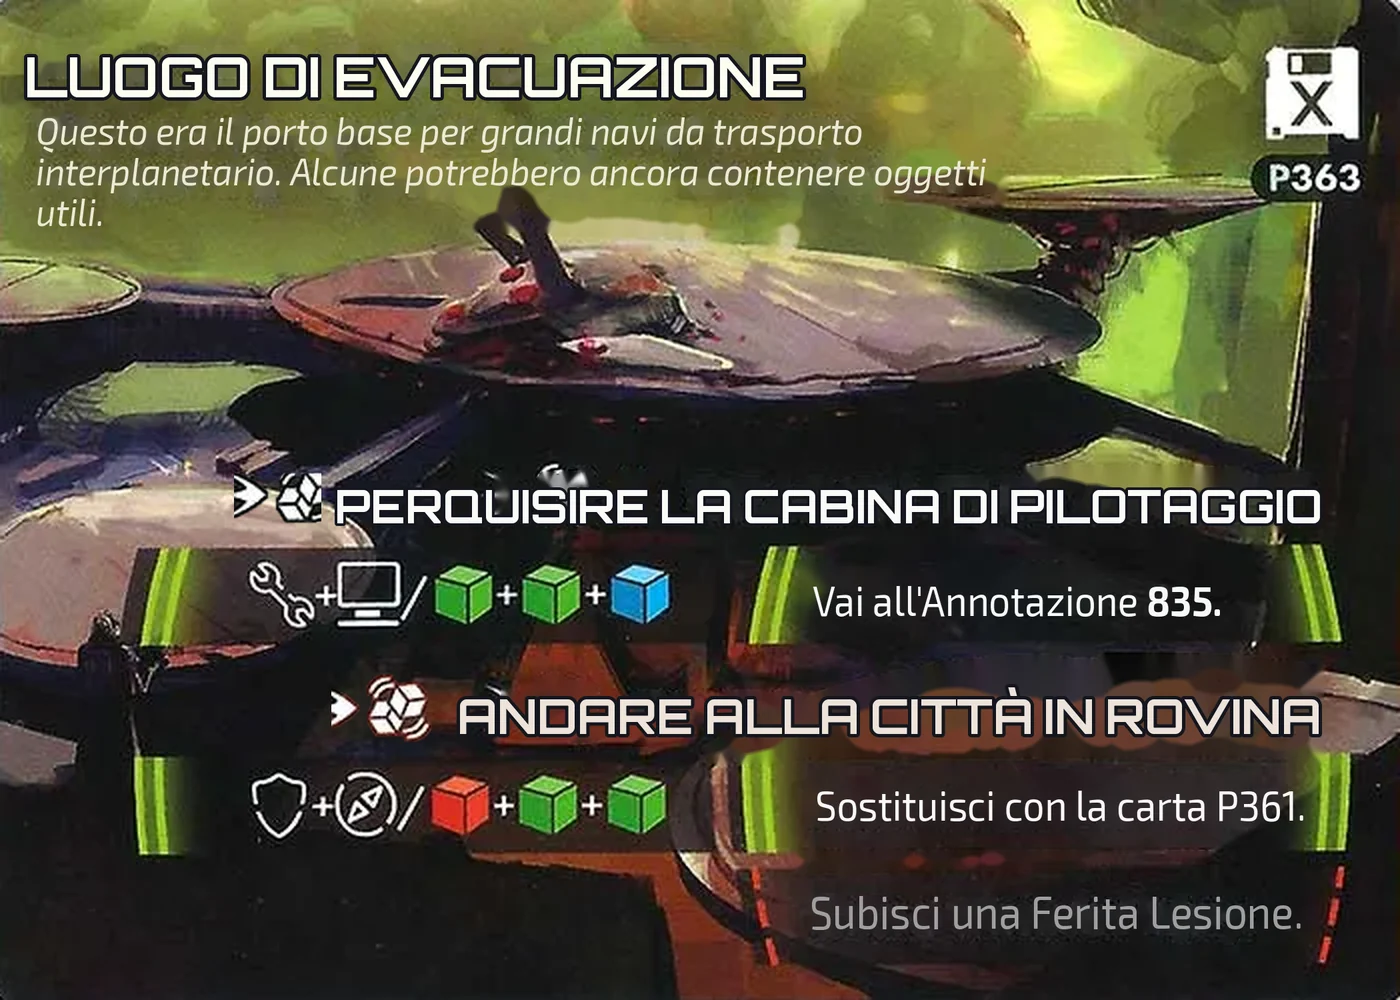 LUOGO DI EVACUAZIONE
Questo era il porto base per grandi navi da trasporto
interplanetario. Alcune potrebbero ancora contenere oggetti
utili.
X
P363
PERQUISIRE LA CABINA DI PILOTAGGIO
+ / + +
Vai all'Annotazione 835.
ANDARE ALLA CITTÀ IN ROVINA
+ / + +
Sostituisci con la carta P361.
Subisci una Ferita Lesione.